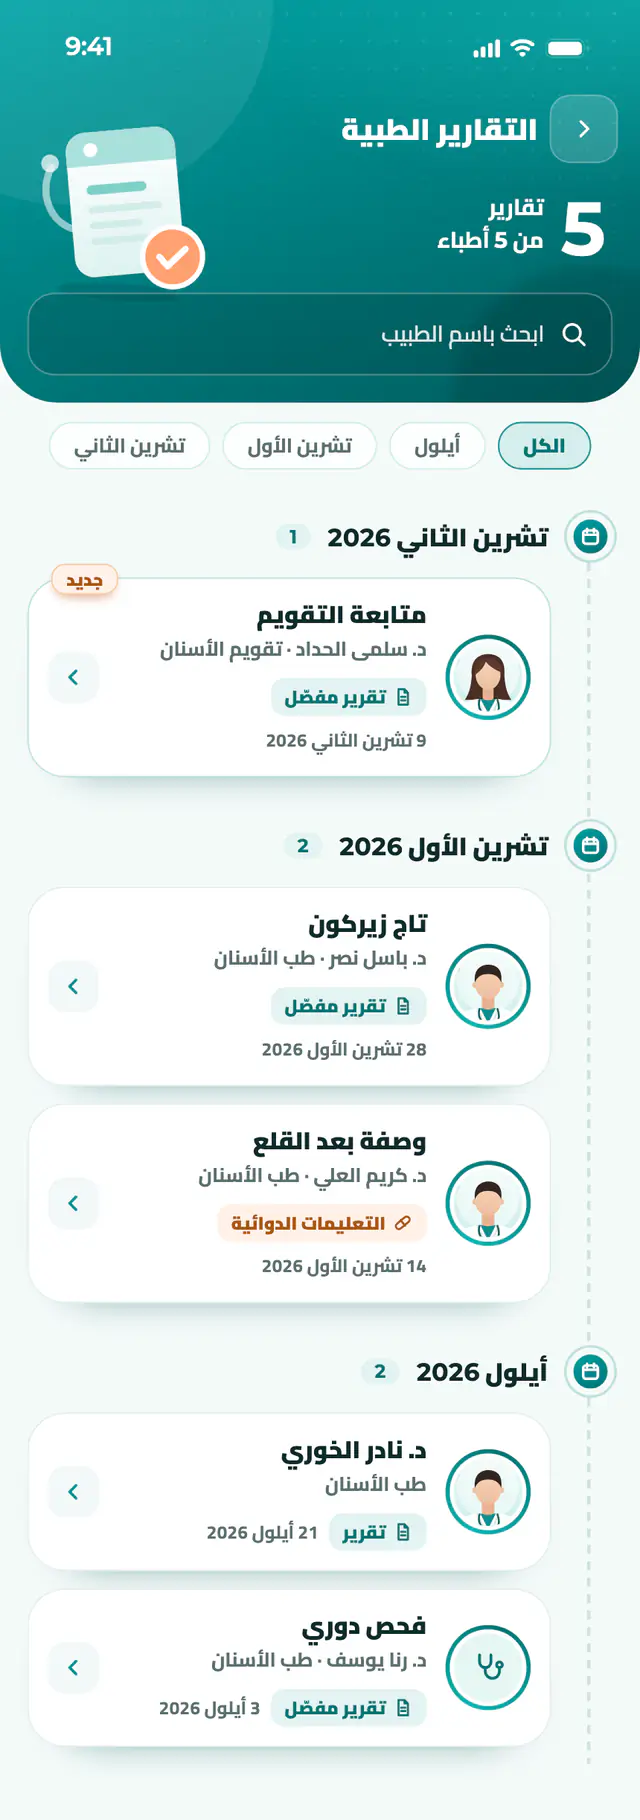 9:41
التقارير الطبية
5
تقارير
من 5 أطباء
ابحث باسم الطبيب
الكل
أيلول
تشرين الأول
تشرين الثاني
تشرين الثاني 2026
1
جديد
متابعة التقويم
د. سلمى الحداد · تقويم الأسنان
تقرير مفصّل
9 تشرين الثاني 2026
تشرين الأول 2026
2
تاج زيركون
د. باسل نصر · طب الأسنان
تقرير مفصّل
28 تشرين الأول 2026
وصفة بعد القلع
د. كريم العلي · طب الأسنان
التعليمات الدوائية
14 تشرين الأول 2026
أيلول 2026
2
د. نادر الخوري
طب الأسنان
تقرير
21 أيلول 2026
فحص دوري
د. رنا يوسف · طب الأسنان
تقرير مفصّل
3 أيلول 2026